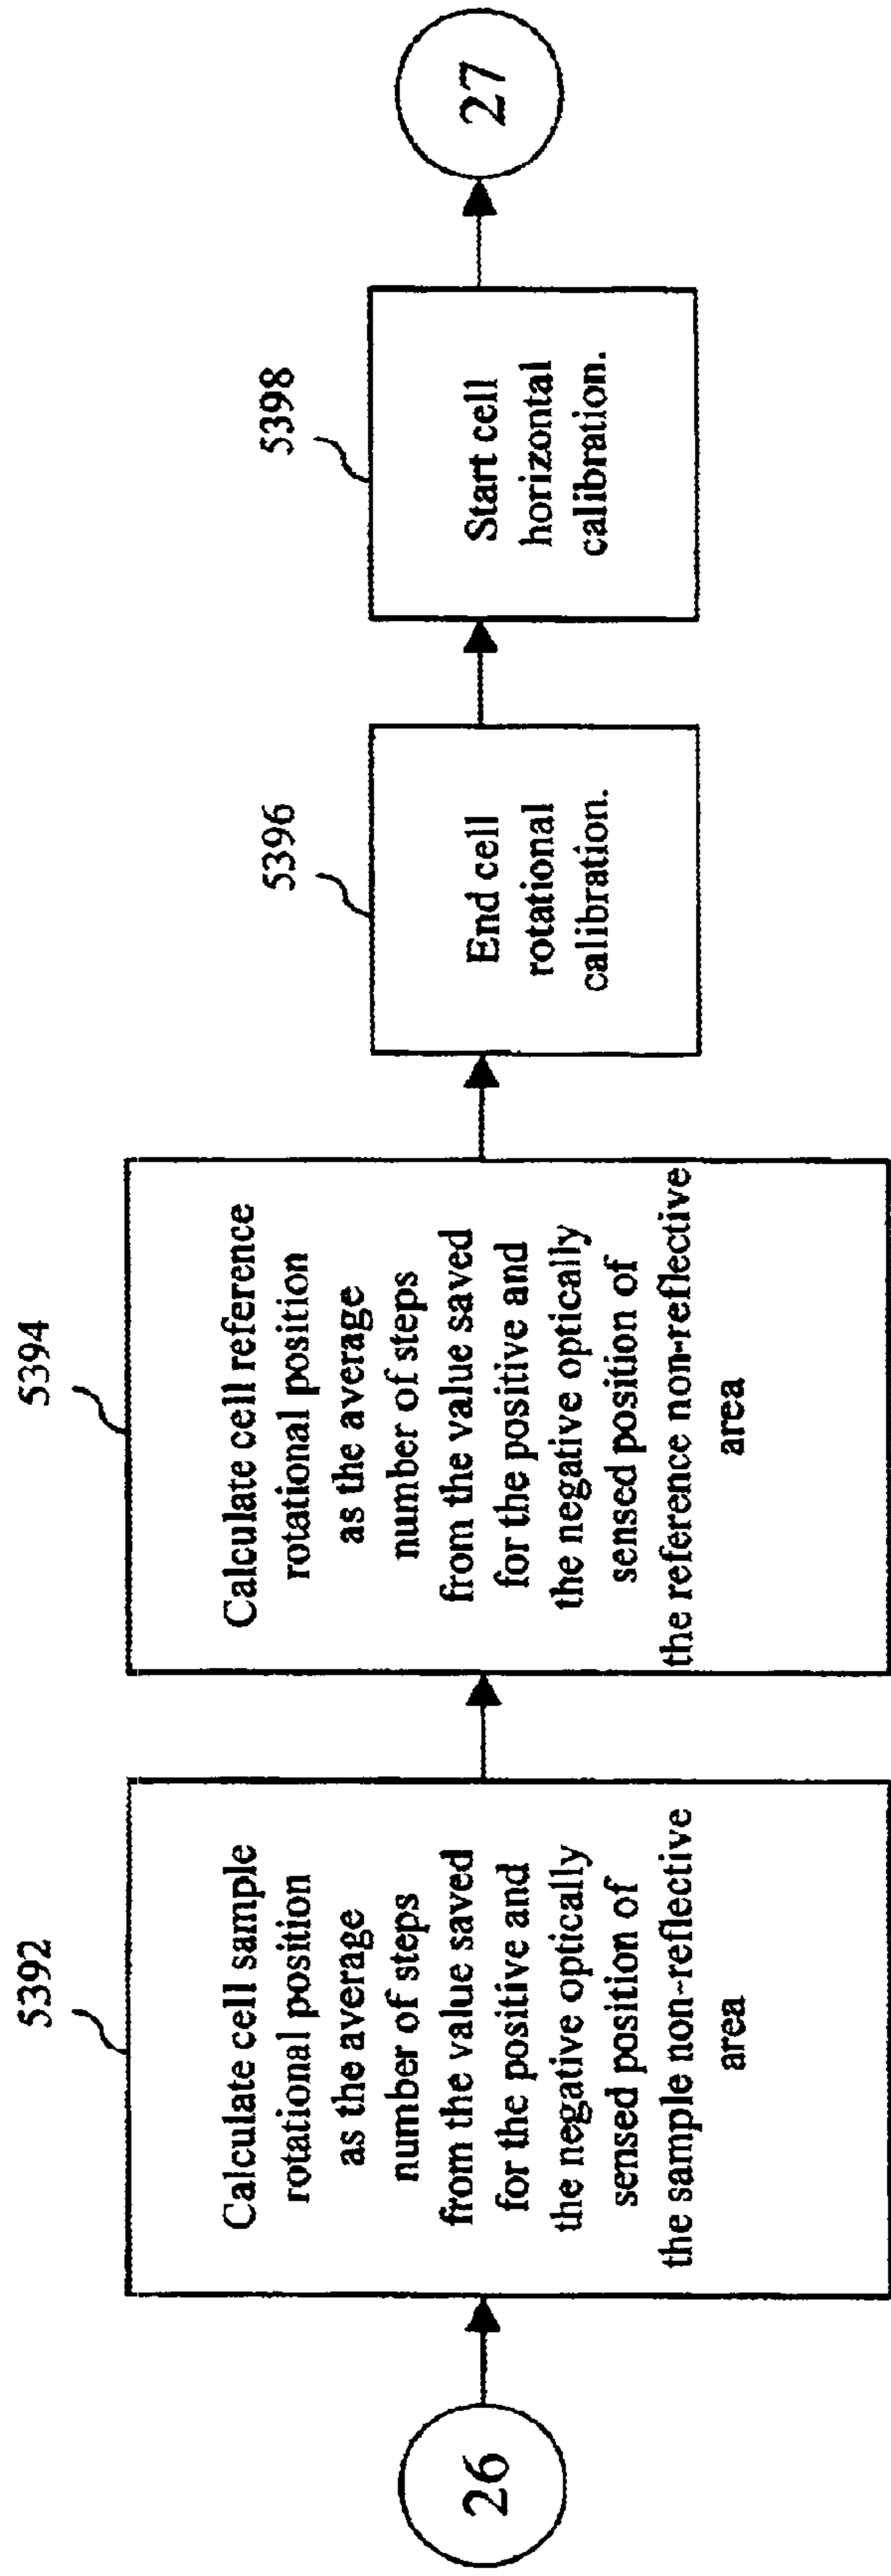 26
5392
Calculate cell sample
rotational position
as the average
number of steps
from the value saved
for the positive and
the negative optically
sensed position of
the sample non-reflective
area
5394
Calculate cell reference
rotational position
as the average
number of steps
from the value saved
for the positive and
the negative optically
sensed position of
the reference non-reflective
area
5396
End cell
rotational
calibration.
5398
Start cell
horizontal
calibration.
27